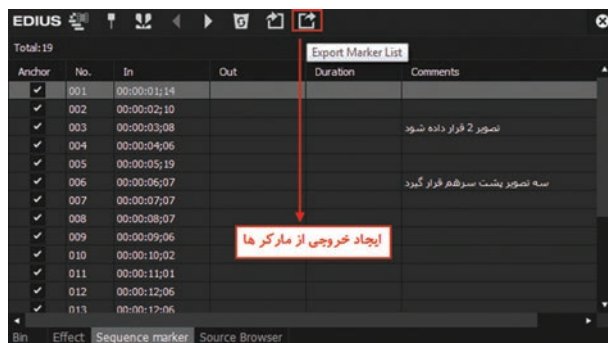 EDIUS
Total:19
Export Marker List
Anchor No. In Out Duration Comments
001 00:00:01;14
002 00:00:02;10
003 00:00:03;08 تصویر 2 قرار داده شود
004 00:00:04;06
005 00:00:05;19
006 00:00:06;07 سه تصویر پشت سرهم قرار گیرد
007 00:00:07;07
008 00:00:08;07
009 00:00:09;06
ایجاد خروجی از مارکر ها
010 00:00:10;02
011 00:00:11;01
012 00:00:12;06
013 00:00:12;06
Bin Effect Sequence marker Source Browser